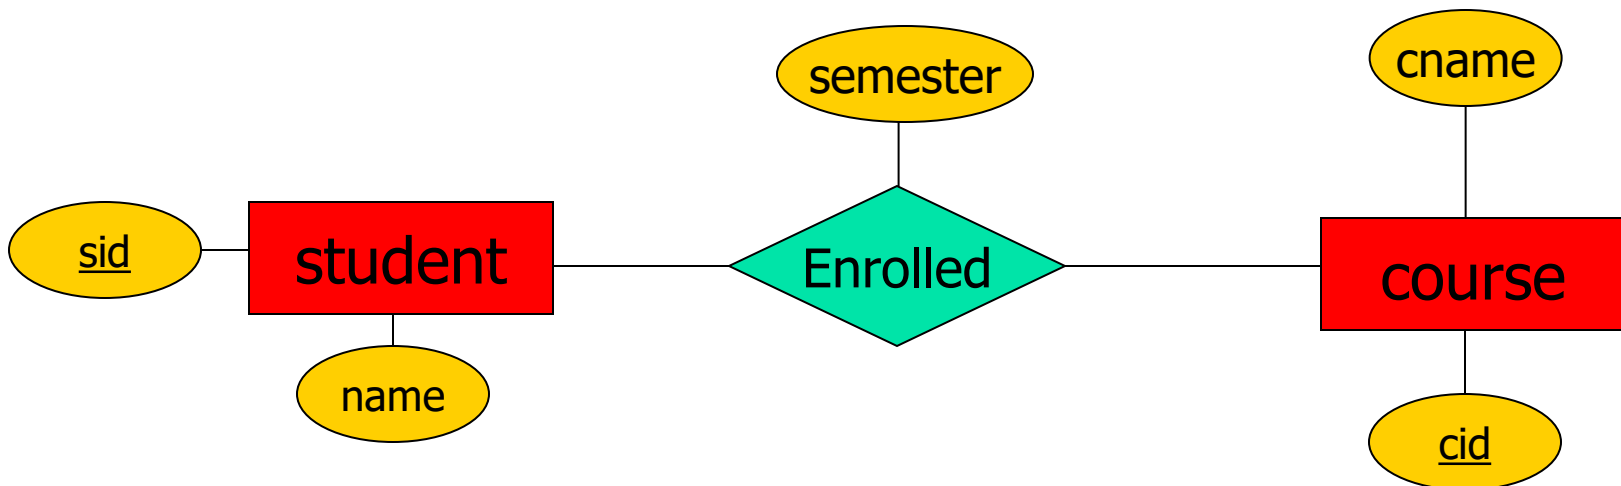 cname
semester
sid
student
Enrolled
course
name
cid